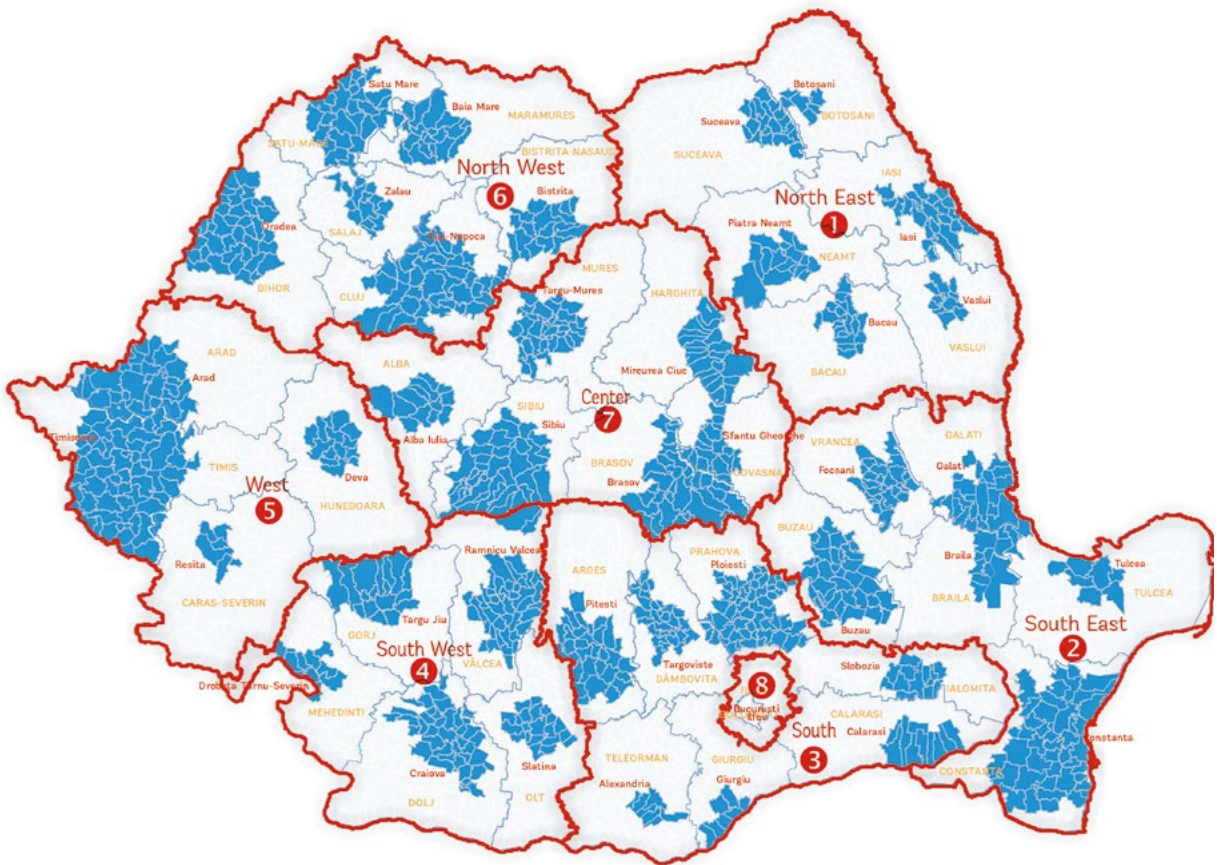 Satu Mare
Baia Mare
MARAMURES
SATU-MARE
BISTRITA-NASAUD
North West
6
Bistrita
Zalau
SALAJ
Oradea
Cluj-Napoca
BIHOR
CLUJ
Botosani
BOTOSANI
Suceava
SUCEAVA
IASI
North East
1
Piatra Neamt
Iasi
NEAMT
Vaslui
Bacau
VASLUI
BACAU
MURES
HARGHITA
Targu-Mures
Mircurea Ciuc
ALBA
SIBIU
Center
7
Alba Iulia
Sibiu
Sfantu Gheorghe
BRASOV
Brasov
COVASNA
ARAD
Arad
Timisoara
TIMIS
Deva
West
5
HUNEDOARA
Resita
CARAS-SEVERIN
VRANCEA
GALATI
Focsani
Galati
BUZAU
Braila
BRAILA
Buzau
Tulcea
TULCEA
South East
2
Constanta
CONSTANTA
Ramnicu Valcea
Targu Jiu
GORJ
South West
4
VÂLCEA
Drobeta Turnu-Severin
MEHEDINTI
Craiova
Slatina
DOLJ
OLT
ARGES
PRAHOVA
Ploiesti
Pitesti
Targoviste
DÂMBOVITA
8
Bucuresti
Ilfov
Slobozia
IALOMITA
CALARASI
Calarasi
South
3
TELEORMAN
GIURGIU
Alexandria
Giurgiu